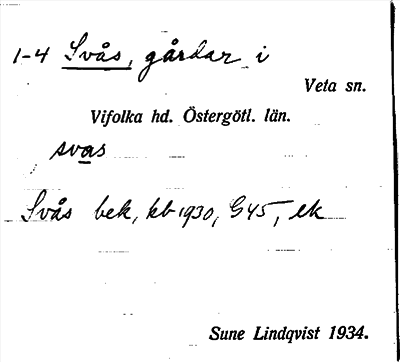 1-4 Svås, gårdar i
Veta sn.
Vifolka hd. Östergötl. län.
svas
Svås bek, kb 1930, G45, ek
Sune Lindqvist 1934.